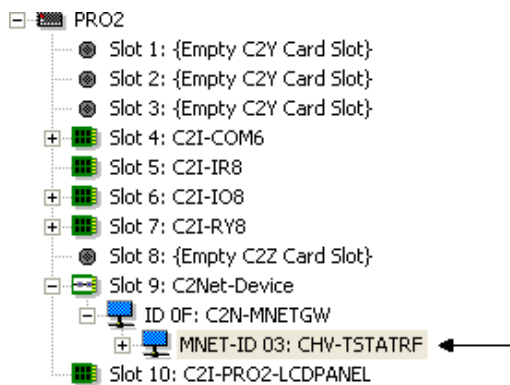 PRO2
Slot 1: {Empty C2Y Card Slot}
Slot 2: {Empty C2Y Card Slot}
Slot 3: {Empty C2Y Card Slot}
Slot 4: C2I-COM6
Slot 5: C2I-IR8
Slot 6: C2I-IO8
Slot 7: C2I-RY8
Slot 8: {Empty C2Z Card Slot}
Slot 9: C2Net-Device
ID 0F: C2N-MNETGW
MNET-ID 03: CHV-TSTATRF
Slot 10: C2I-PRO2-LCDPANEL